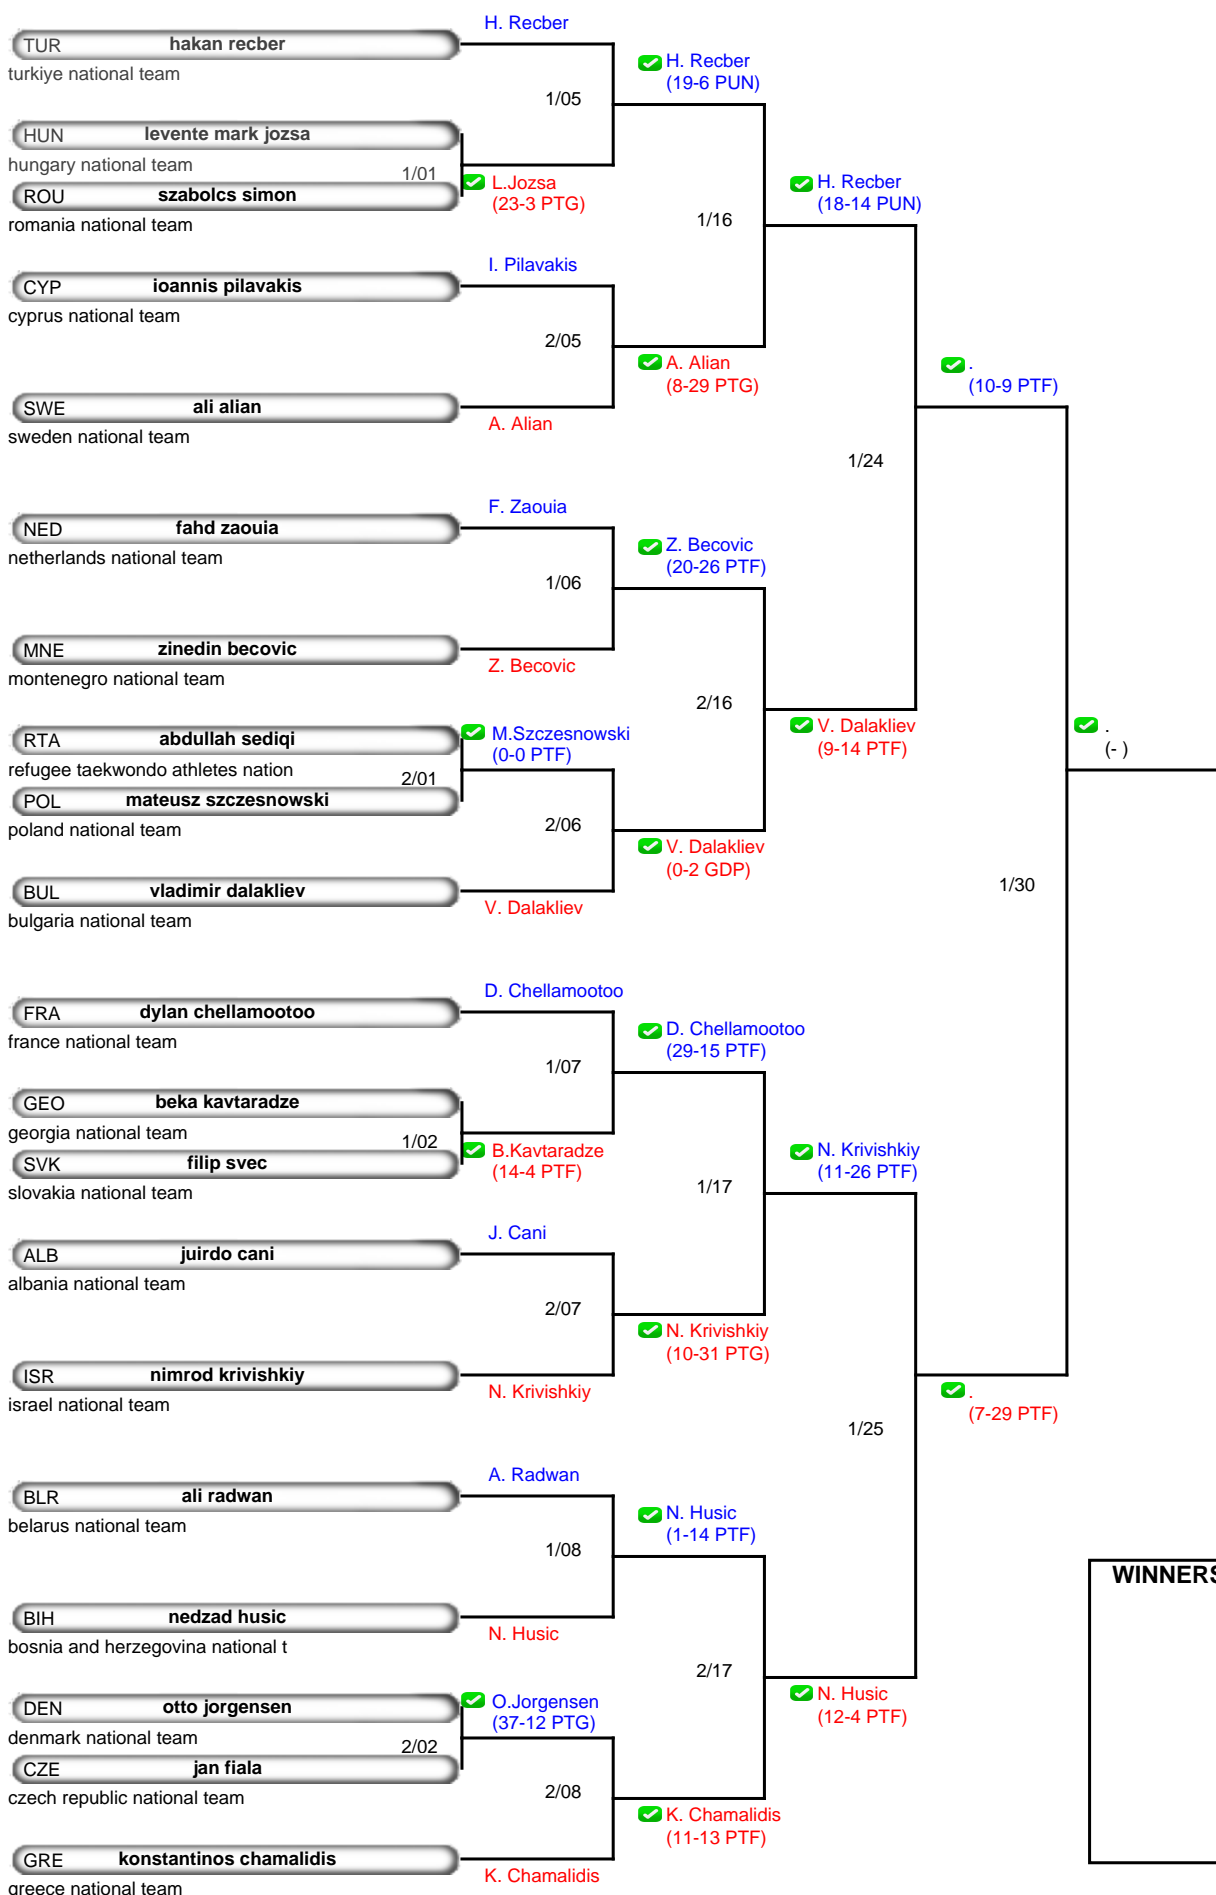 H. Recber
TUR hakan recber
turkiye national team
H. Recber
(19-6 PUN)
1/05
HUN levente mark jozsa
hungary national team
1/01
L.Jozsa
(23-3 PTG)
ROU szabolcs simon
romania national team
H. Recber
(18-14 PUN)
1/16
I. Pilavakis
CYP ioannis pilavakis
cyprus national team
2/05
A. Alian
(8-29 PTG)
SWE ali alian
sweden national team
A. Alian
.
(10-9 PTF)
1/24
F. Zaouia
NED fahd zaouia
netherlands national team
Z. Becovic
(20-26 PTF)
1/06
MNE zinedin becovic
montenegro national team
Z. Becovic
2/16
RTA abdullah sediqi
refugee taekwondo athletes nation
2/01
M.Szczesnowski
(0-0 PTF)
V. Dalakliev
(9-14 PTF)
.
(- )
POL mateusz szczesnowski
poland national team
2/06
V. Dalakliev
(0-2 GDP)
BUL vladimir dalakliev
bulgaria national team
V. Dalakliev
1/30
D. Chellamootoo
FRA dylan chellamootoo
france national team
D. Chellamootoo
(29-15 PTF)
1/07
GEO beka kavtaradze
georgia national team
1/02
B.Kavtaradze
(14-4 PTF)
SVK filip svec
slovakia national team
N. Krivishkiy
(11-26 PTF)
1/17
J. Cani
ALB juirdo cani
albania national team
2/07
N. Krivishkiy
(10-31 PTG)
ISR nimrod krivishkiy
israel national team
N. Krivishkiy
.
(7-29 PTF)
1/25
A. Radwan
BLR ali radwan
belarus national team
N. Husic
(1-14 PTF)
1/08
WINNERS
BIH nedzad husic
bosnia and herzegovina national t
N. Husic
2/17
DEN otto jorgensen
denmark national team
2/02
O.Jorgensen
(37-12 PTG)
N. Husic
(12-4 PTF)
CZE jan fiala
czech republic national team
2/08
K. Chamalidis
(11-13 PTF)
GRE konstantinos chamalidis
greece national team
K. Chamalidis